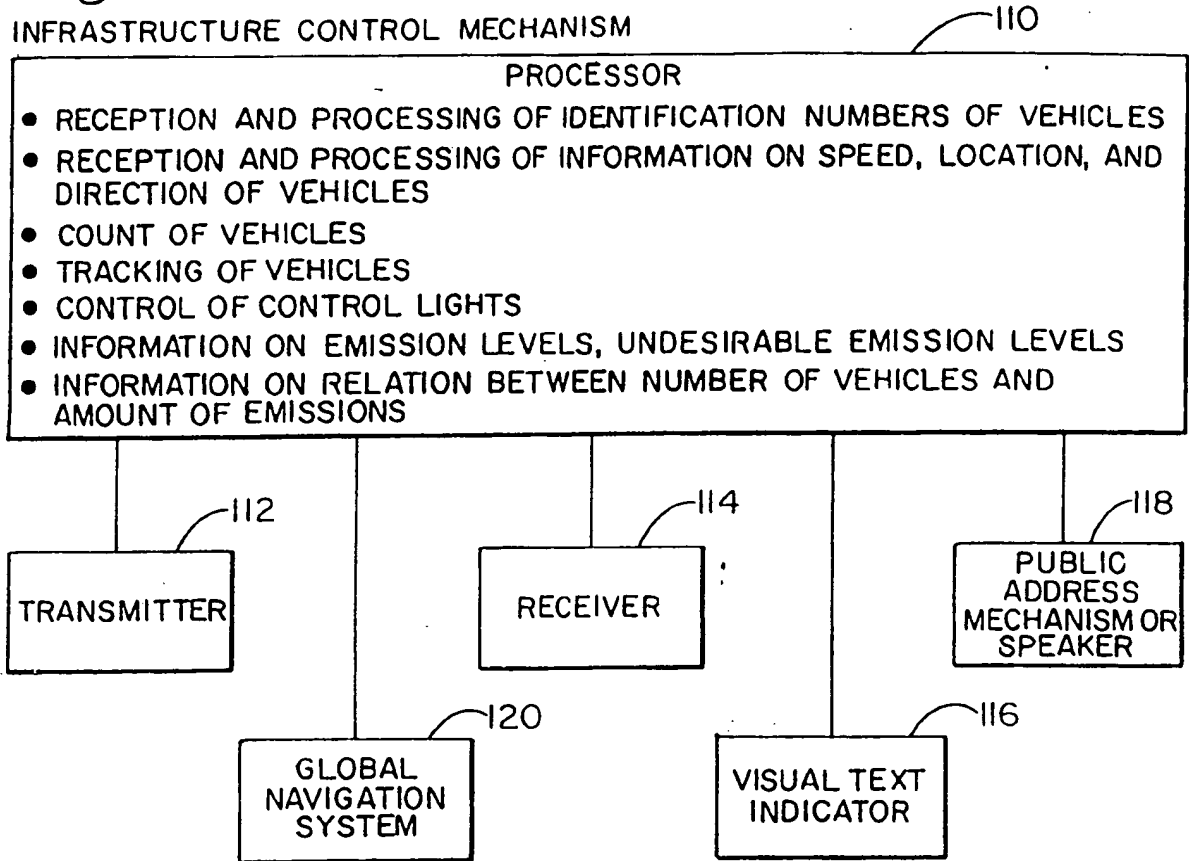 INFRASTRUCTURE CONTROL MECHANISM
110
PROCESSOR
• RECEPTION AND PROCESSING OF IDENTIFICATION NUMBERS OF VEHICLES
• RECEPTION AND PROCESSING OF INFORMATION ON SPEED, LOCATION, AND
DIRECTION OF VEHICLES
• COUNT OF VEHICLES
• TRACKING OF VEHICLES
• CONTROL OF CONTROL LIGHTS
• INFORMATION ON EMISSION LEVELS, UNDESIRABLE EMISSION LEVELS
• INFORMATION ON RELATION BETWEEN NUMBER OF VEHICLES AND
AMOUNT OF EMISSIONS
112
TRANSMITTER
114
RECEIVER
118
PUBLIC
ADDRESS
MECHANISM OR
SPEAKER
120
GLOBAL
NAVIGATION
SYSTEM
116
VISUAL TEXT
INDICATOR